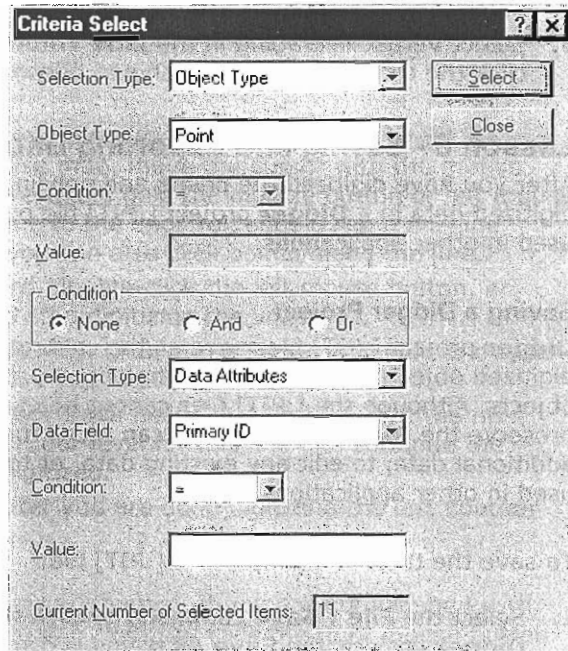 Criteria Select
Selection Type: Object Type
Select
Object Type: Point
Close
Condition: =
Value:
Condition
None And Or
Selection Type: Data Attributes
Data Field: Primary ID
Condition: =
Value:
Current Number of Selected Items: 11